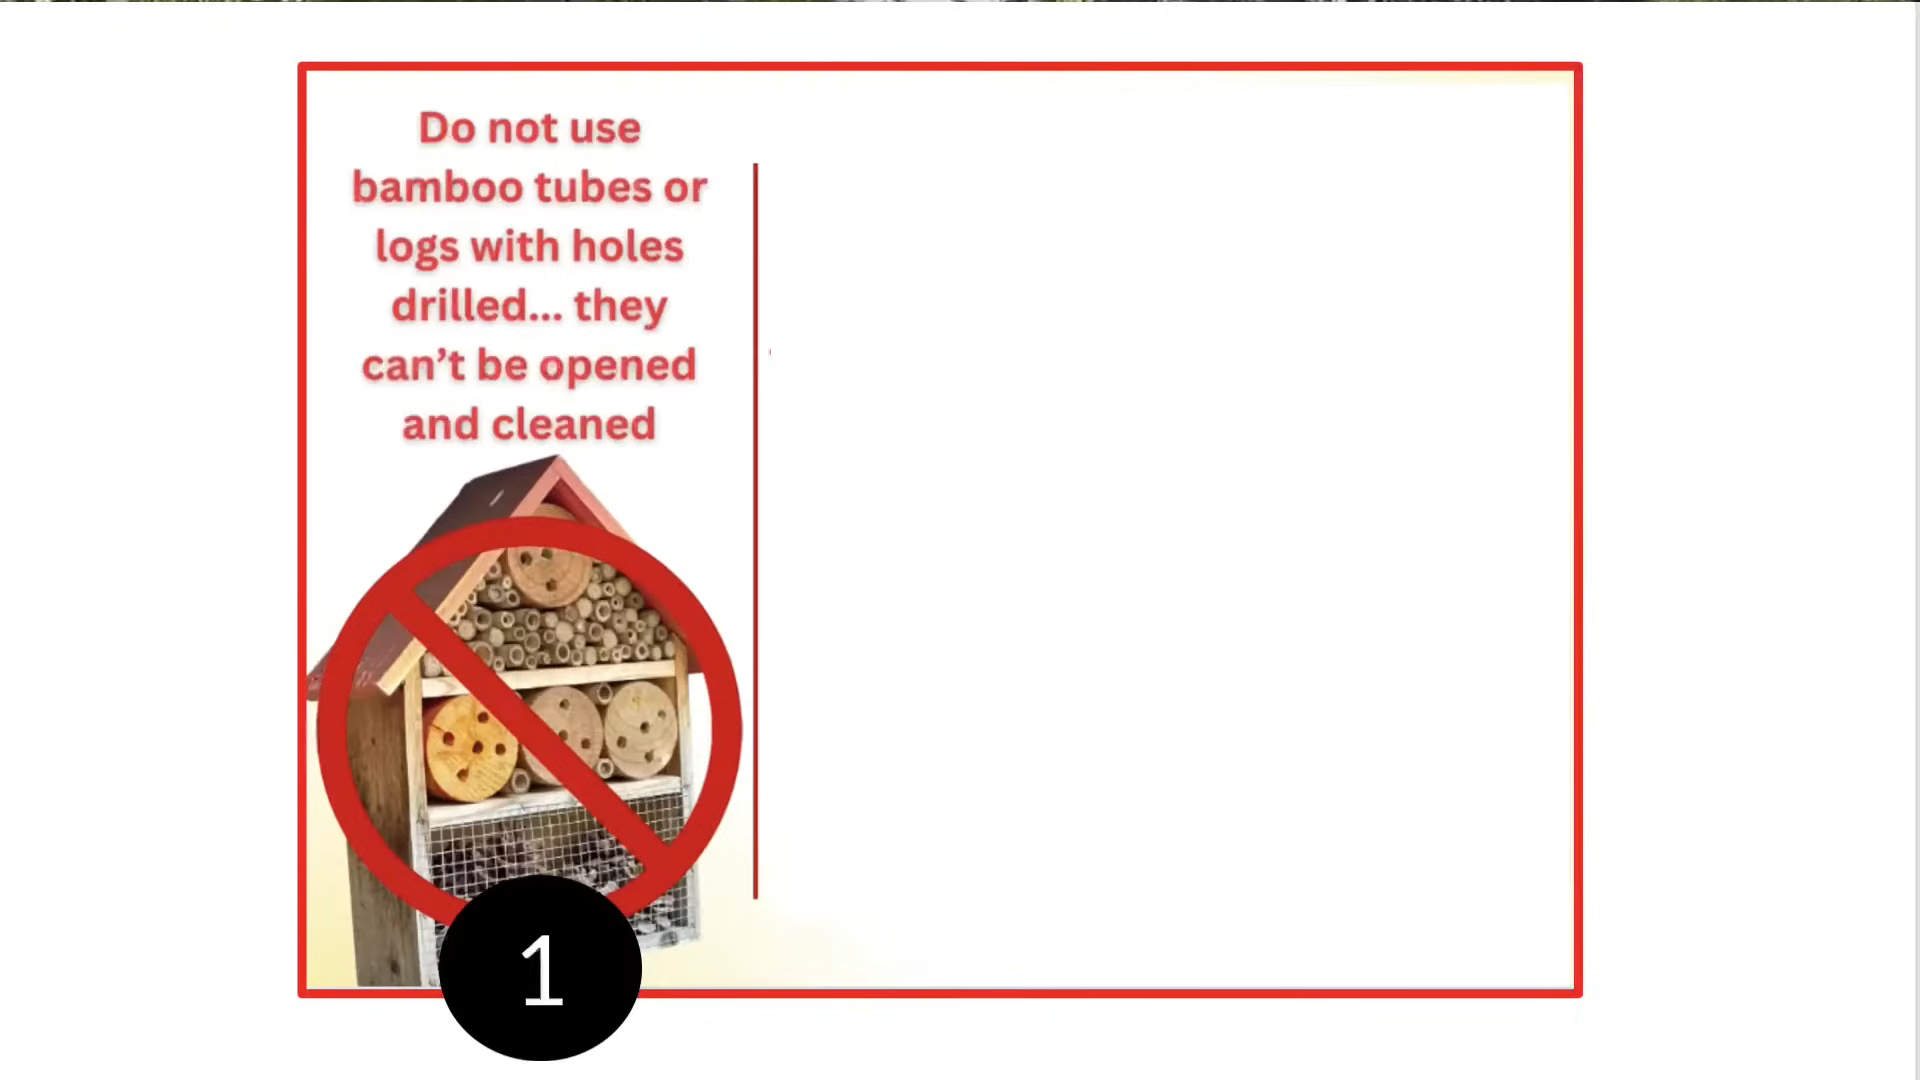 Do not use
bamboo tubes or
logs with holes
drilled... they
can’t be opened
and cleaned
1